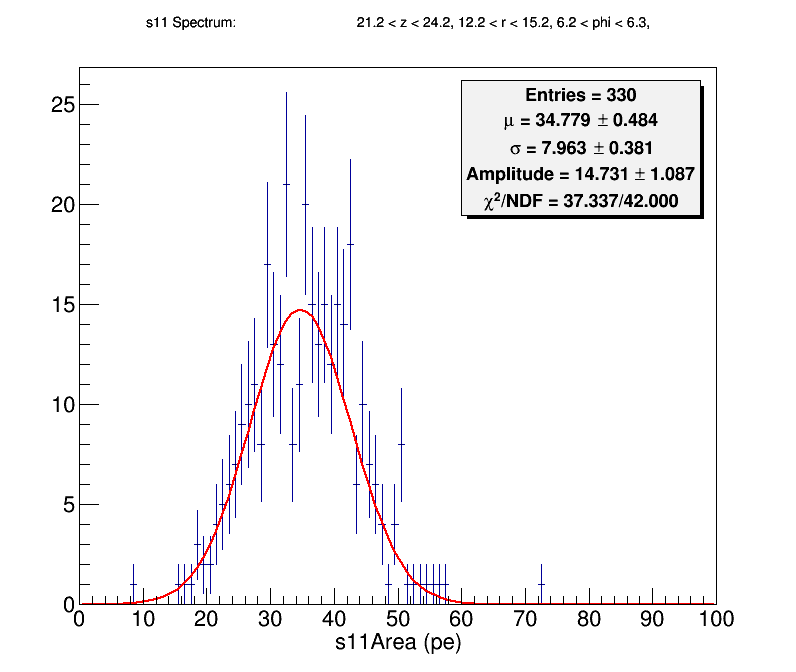 s11 Spectrum: 21.2 < z < 24.2, 12.2 < r < 15.2, 6.2 < phi < 6.3,
Entries = 330
μ = 34.779 ± 0.484
σ = 7.963 ± 0.381
Amplitude = 14.731 ± 1.087
χ²/NDF = 37.337/42.000
25
20
15
10
5
0
0 10 20 30 40 50 60 70 80 90 100
s11Area (pe)